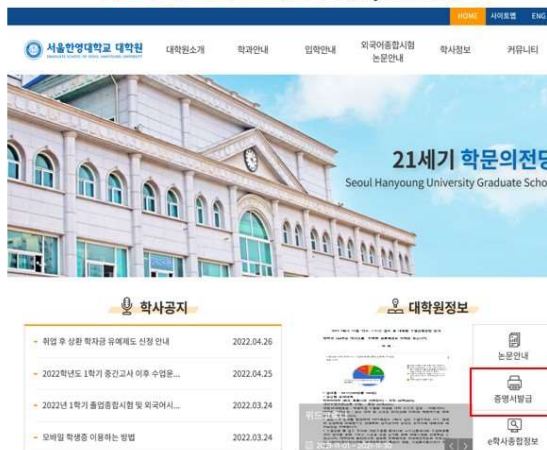 HOME 사이트맵 ENG
서울한영대학교 대학원
GRADUATE SCHOOL OF SEOUL HANYOUNG UNIVERSITY
대학원소개 학과안내 입학안내 외국어종합시험 논문안내 학사정보 커뮤니티
21세기 학문의전당
Seoul Hanyoung University Graduate Scho
학사공지
대학원정보
- 취업 후 상환 학자금 유예제도 신청 안내 2022.04.26
- 2022학년도 1학기 중간고사 이후 수업운... 2022.04.25
- 2022년 1학기 졸업종합시험 및 외국어시... 2022.03.24
- 모바일 학생증 이용하는 방법 2022.03.24
논문안내
증명서발급
e학사종합정보